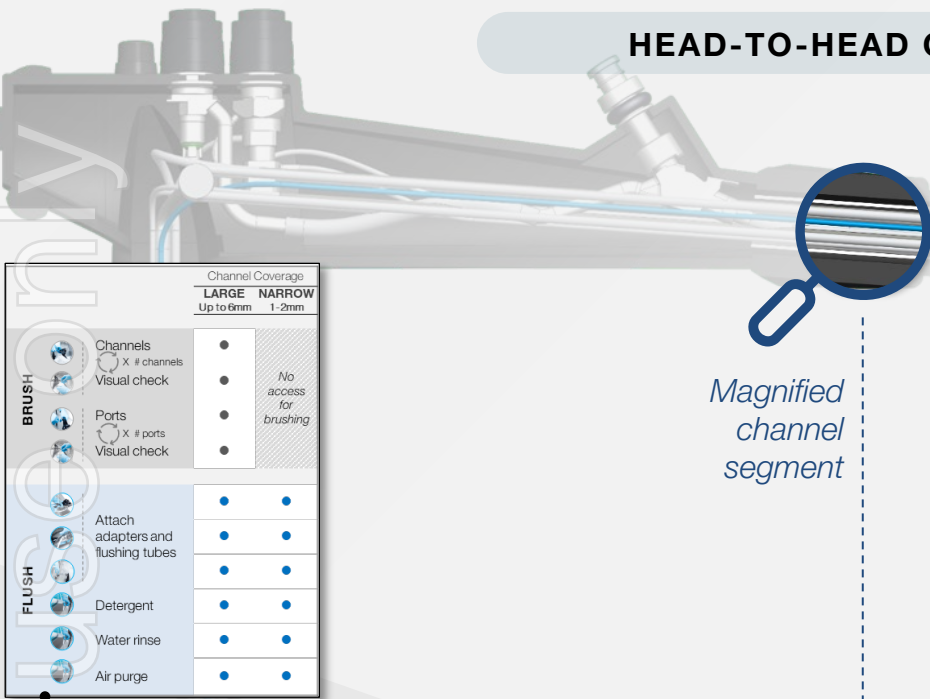 HEAD-TO-HEAD
Channel Coverage
LARGE NARROW
Up to 6mm 1-2mm
BRUSH
Channels
X # channels
Visual check
Ports
X # ports
Visual check
No
access
for
brushing
FLUSH
Attach
adapters and
flushing tubes
Detergent
Water rinse
Air purge
Magnified
channel
segment
use only